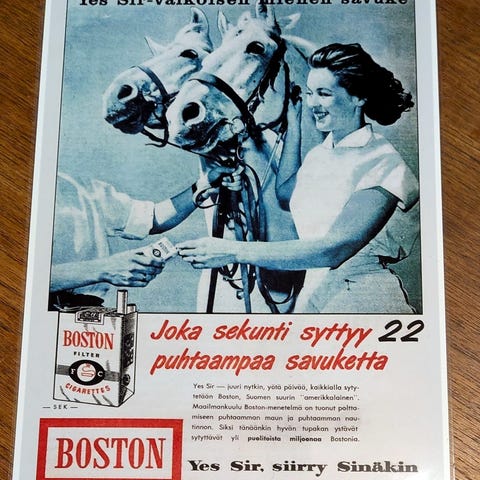 Yes Sir-valkoisen miehen savuke
BOSTON
Joka sekunti syttyy 22
puhtaampaa savuketta
BOSTON
FILTER
F C
CIGARETTES
— SEK —
Yes Sir — juuri nytkin, yötä päivää, kaikkialla syty-
tetään Boston, Suomen suurin "amerikkalainen".
Maailmankuulu Boston-menetelmä on tuonut poltta-
miseen puhtaamman maun ja puhtaamman nau-
tinnon. Siksi tänäänkin hyvän tupakan ystävät
sytyttävät yli puolitoista miljoonaa Bostonia.
BOSTON
Yes Sir, siirry Sinäkin